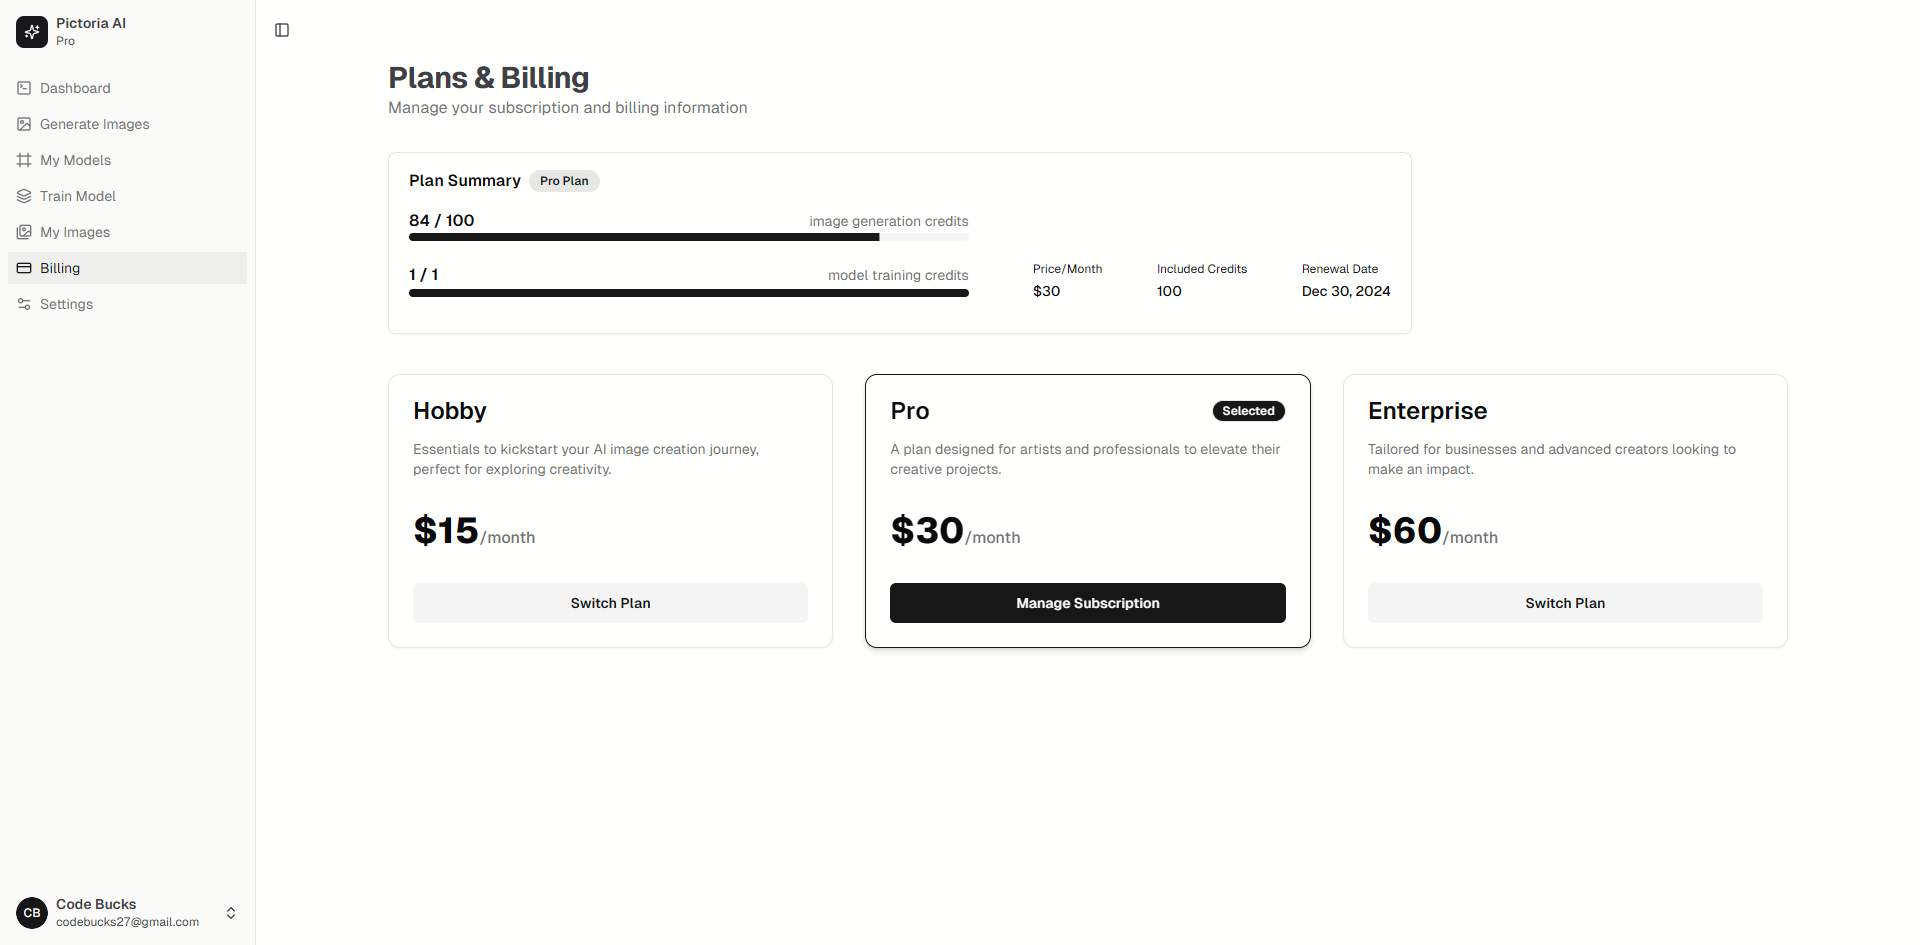 Pictoria AI
Pro
Dashboard
Generate Images
My Models
Train Model
My Images
Billing
Settings
CB
Code Bucks
codebucks27@gmail.com
Plans & Billing
Manage your subscription and billing information
Plan Summary Pro Plan
84 / 100 image generation credits
1 / 1 model training credits
Price/Month Included Credits Renewal Date
$30 100 Dec 30, 2024
Hobby
Essentials to kickstart your AI image creation journey,
perfect for exploring creativity.
$15/month
Switch Plan
Pro Selected
A plan designed for artists and professionals to elevate their
creative projects.
$30/month
Manage Subscription
Enterprise
Tailored for businesses and advanced creators looking to
make an impact.
$60/month
Switch Plan